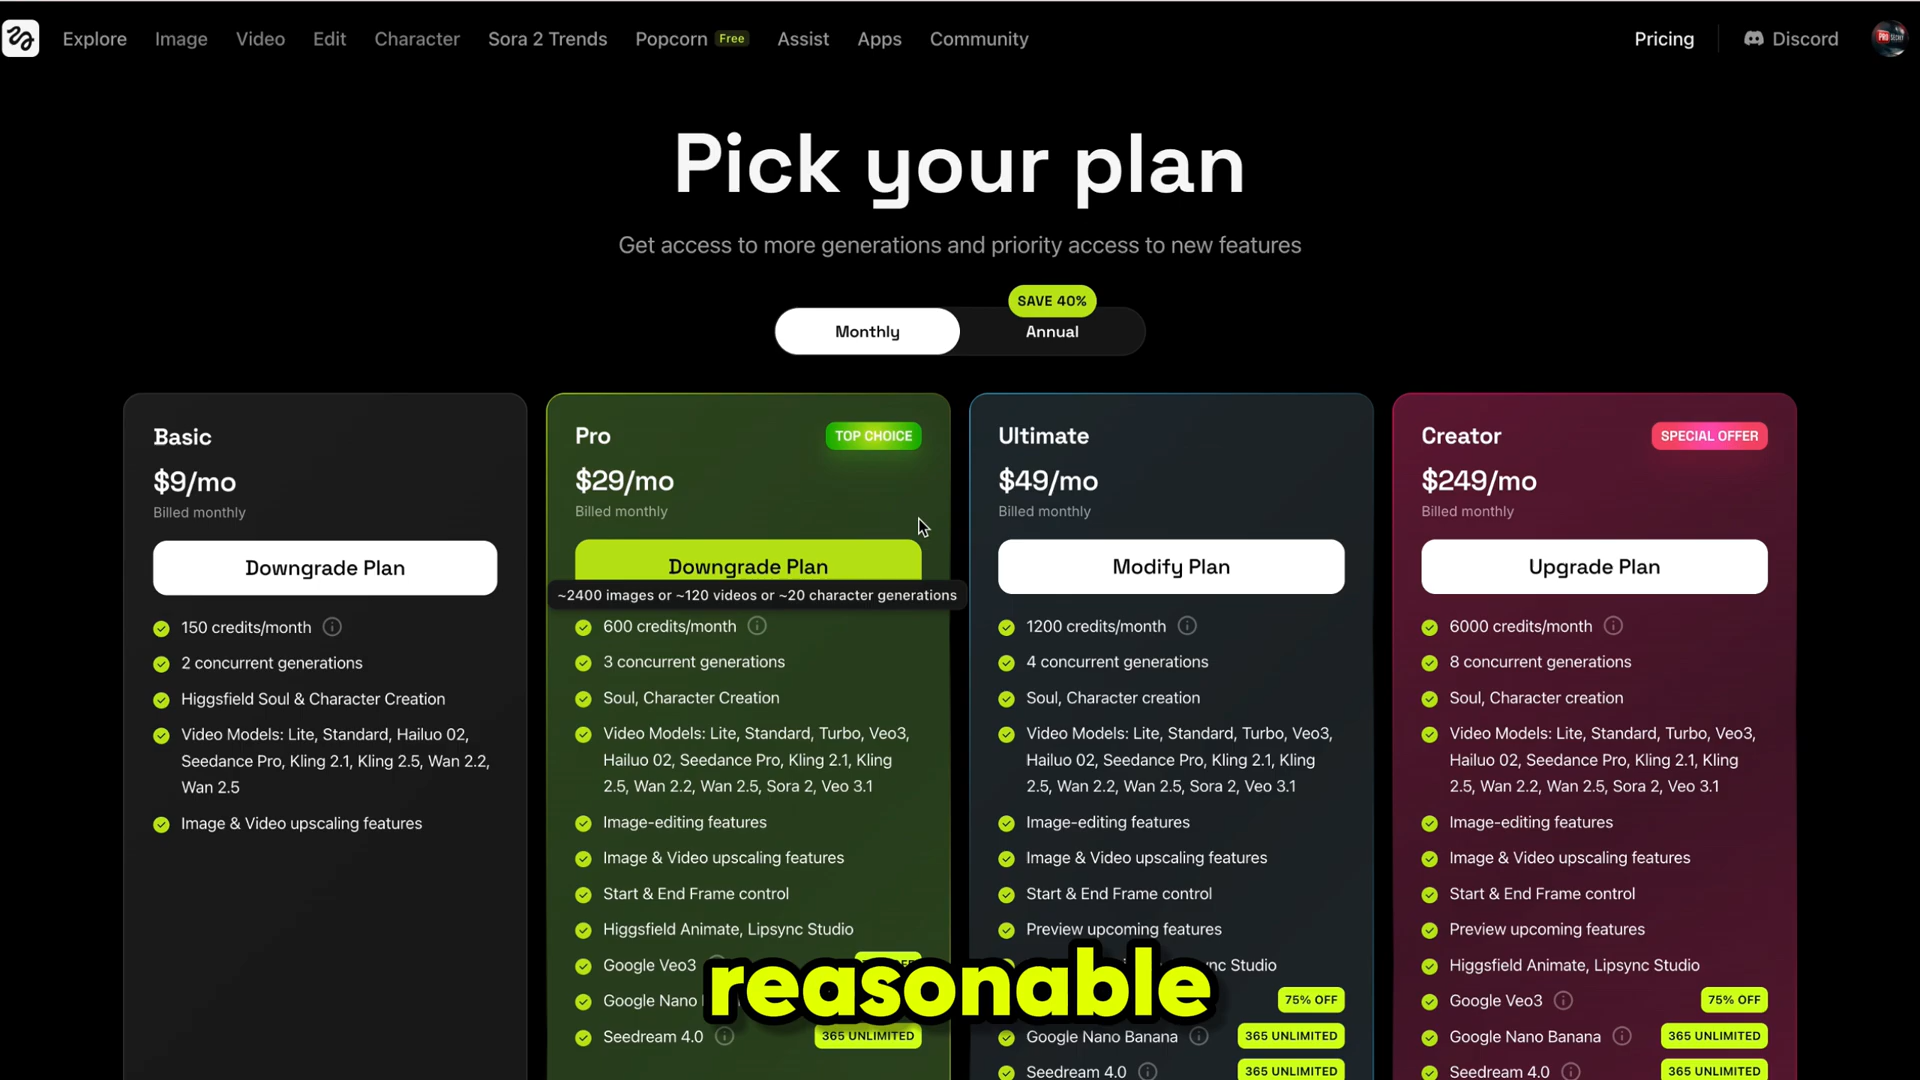 Explore Image Video Edit Character Sora 2 Trends Popcorn Free Assist Apps Community Pricing Discord
Pick your plan
Get access to more generations and priority access to new features
SAVE 40%
Monthly Annual
Basic
$9/mo
Billed monthly
Downgrade Plan
150 credits/month
2 concurrent generations
Higgsfield Soul & Character Creation
Video Models: Lite, Standard, Hailuo 02,
Seedance Pro, Kling 2.1, Kling 2.5, Wan 2.2,
Wan 2.5
Image & Video upscaling features
Pro TOP CHOICE
$29/mo
Billed monthly
Downgrade Plan
~2400 images or ~120 videos or ~20 character generations
600 credits/month
3 concurrent generations
Soul, Character Creation
Video Models: Lite, Standard, Turbo, Veo3,
Hailuo 02, Seedance Pro, Kling 2.1, Kling
2.5, Wan 2.2, Wan 2.5, Sora 2, Veo 3.1
Image-editing features
Image & Video upscaling features
Start & End Frame control
Higgsfield Animate, Lipsync Studio
Google Veo3
Google Nano
Seedream 4.0 365 UNLIMITED
Ultimate
$49/mo
Billed monthly
Modify Plan
1200 credits/month
4 concurrent generations
Soul, Character creation
Video Models: Lite, Standard, Turbo, Veo3,
Hailuo 02, Seedance Pro, Kling 2.1, Kling
2.5, Wan 2.2, Wan 2.5, Sora 2, Veo 3.1
Image-editing features
Image & Video upscaling features
Start & End Frame control
Preview upcoming features
Studio
75% OFF
Google Nano Banana 365 UNLIMITED
Seedream 4.0 365 UNLIMITED
Creator SPECIAL OFFER
$249/mo
Billed monthly
Upgrade Plan
6000 credits/month
8 concurrent generations
Soul, Character creation
Video Models: Lite, Standard, Turbo, Veo3,
Hailuo 02, Seedance Pro, Kling 2.1, Kling
2.5, Wan 2.2, Wan 2.5, Sora 2, Veo 3.1
Image-editing features
Image & Video upscaling features
Start & End Frame control
Preview upcoming features
Higgsfield Animate, Lipsync Studio
Google Veo3 75% OFF
Google Nano Banana 365 UNLIMITED
Seedream 4.0 365 UNLIMITED
reasonable